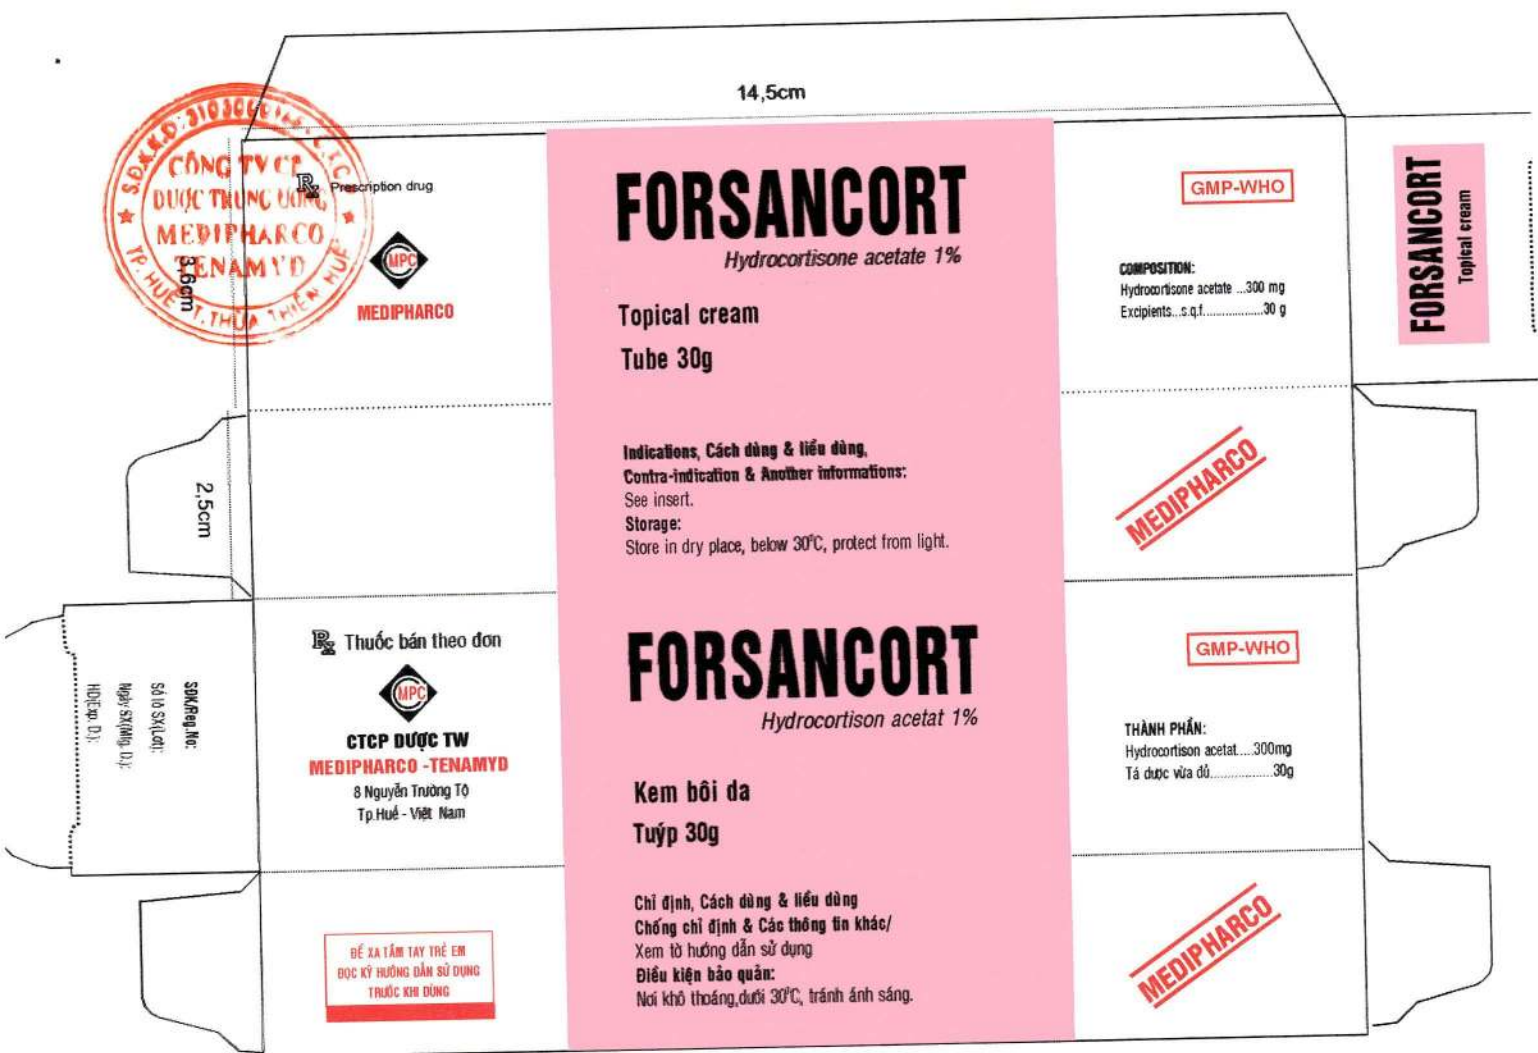 14,5cm
CÔNG TY CP
DƯỢC TRUNG ƯƠNG
MEDIPHARCO
TENAMYD
TP. HUẾ - T. THỪA THIÊN HUẾ
3,6cm
Rx Prescription drug
MPC
MEDIPHARCO
FORSANCORT
Hydrocortisone acetate 1%
Topical cream
Tube 30g
GMP-WHO
COMPOSITION:
Hydrocortisone acetate ...300 mg
Excipients...s.q.f..................30 g
FORSANCORT
Topical cream
2,5cm
Indications, Cách dùng & liều dùng,
Contra-indication & Another informations:
See insert.
Storage:
Store in dry place, below 30°C, protect from light.
MEDIPHARCO
SĐK/Reg.No:
Số lô SX(Lot):
Ngày SX(Mfg. D.):
HD(Exp. D.):
Rx Thuốc bán theo đơn
MPC
CTCP DƯỢC TW
MEDIPHARCO -TENAMYD
8 Nguyễn Trường Tộ
Tp.Huế - Việt Nam
FORSANCORT
Hydrocortison acetat 1%
Kem bôi da
Tuýp 30g
GMP-WHO
THÀNH PHẦN:
Hydrocortison acetat.....300mg
Tá dược vừa đủ..................30g
ĐỂ XA TẦM TAY TRẺ EM
ĐỌC KỸ HƯỚNG DẪN SỬ DỤNG
TRƯỚC KHI DÙNG
Chỉ định, Cách dùng & liều dùng
Chống chỉ định & Các thông tin khác/
Xem tờ hướng dẫn sử dụng
Điều kiện bảo quản:
Nơi khô thoáng,dưới 30°C, tránh ánh sáng.
MEDIPHARCO